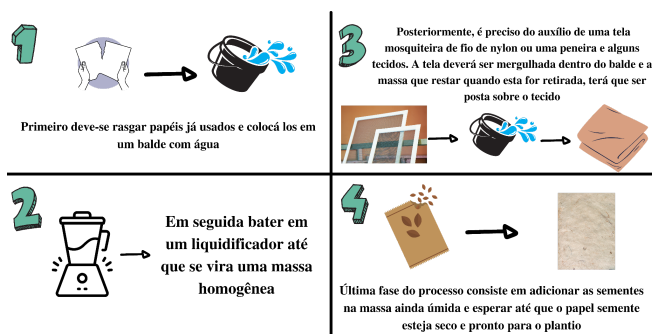 1
Primeiro deve-se rasgar papéis já usados e colocá los em
um balde com água
2
Em seguida bater em
um liquidificador até
que se vira uma massa
homogênea
3
Posteriormente, é preciso do auxílio de uma tela
mosquiteira de fio de nylon ou uma peneira e alguns
tecidos. A tela deverá ser mergulhada dentro do balde e a
massa que restar quando esta for retirada, terá que ser
posta sobre o tecido
4
Última fase do processo consiste em adicionar as sementes
na massa ainda úmida e esperar até que o papel semente
esteja seco e pronto para o plantio